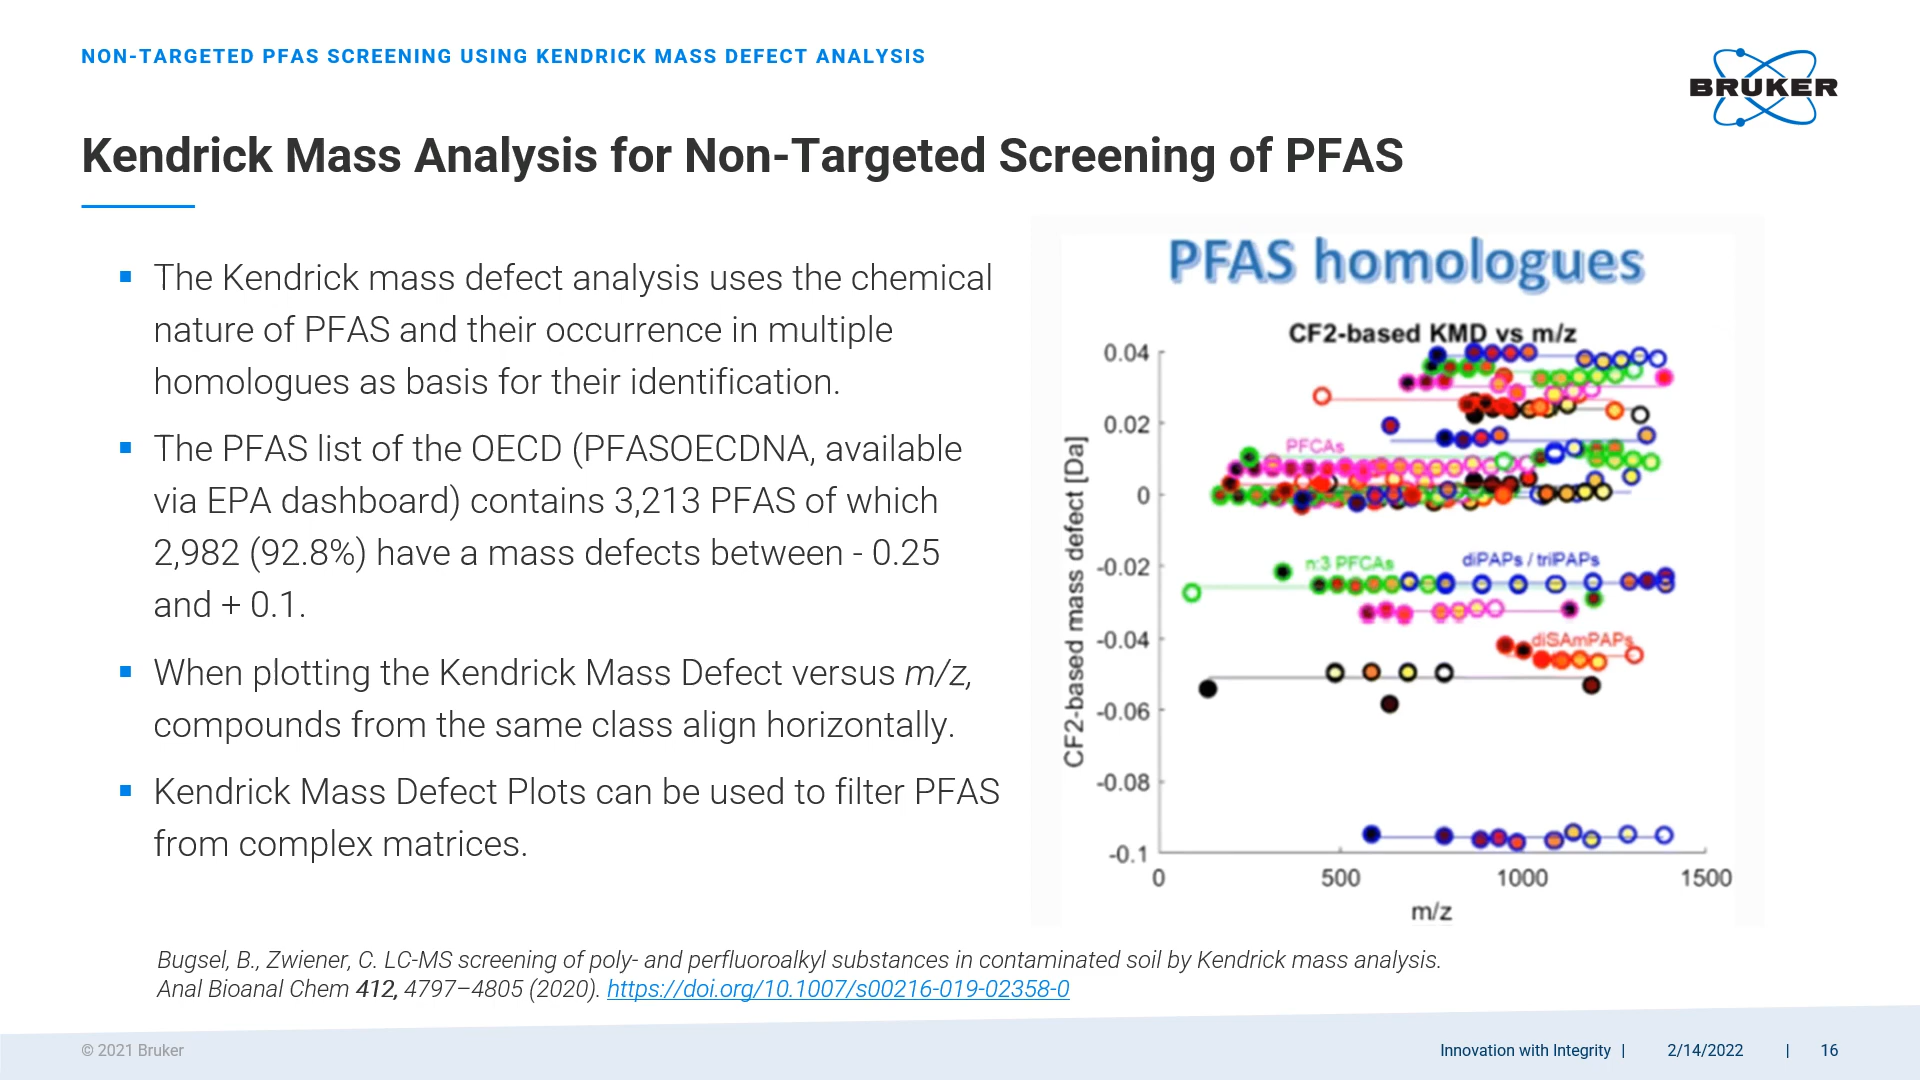 NON-TARGETED PFAS SCREENING USING KENDRICK MASS DEFECT ANALYSIS
BRUKER
Kendrick Mass Analysis for Non-Targeted Screening of PFAS
The Kendrick mass defect analysis uses the chemical
nature of PFAS and their occurrence in multiple
homologues as basis for their identification.
The PFAS list of the OECD (PFASOECDNA, available
via EPA dashboard) contains 3,213 PFAS of which
2,982 (92.8%) have a mass defects between - 0.25
and + 0.1.
When plotting the Kendrick Mass Defect versus m/z,
compounds from the same class align horizontally.
Kendrick Mass Defect Plots can be used to filter PFAS
from complex matrices.
PFAS homologues
CF2-based KMD vs m/z
CF2-based mass defect [Da]
0.04
0.02
0
-0.02
-0.04
-0.06
-0.08
-0.1
PFCAs
n:3 PFCAs
diPAPs / triPAPs
diSAmPAPs
0
500
1000
1500
m/z
Bugsel, B., Zwiener, C. LC-MS screening of poly- and perfluoroalkyl substances in contaminated soil by Kendrick mass analysis.
Anal Bioanal Chem 412, 4797–4805 (2020). https://doi.org/10.1007/s00216-019-02358-0
© 2021 Bruker
Innovation with Integrity | 2/14/2022 | 16